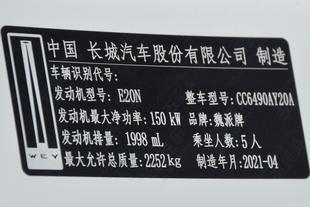 中国 长城汽车股份有限公司 制造
车辆识别代号:
发动机型号: E20N 整车型号: CC6490AY20A
发动机最大净功率: 150 kW 品牌: 魏派牌
发动机排量: 1998 mL 乘坐人数: 5 人
最大允许总质量: 2252 kg 制造年月: 2021-04
WEY